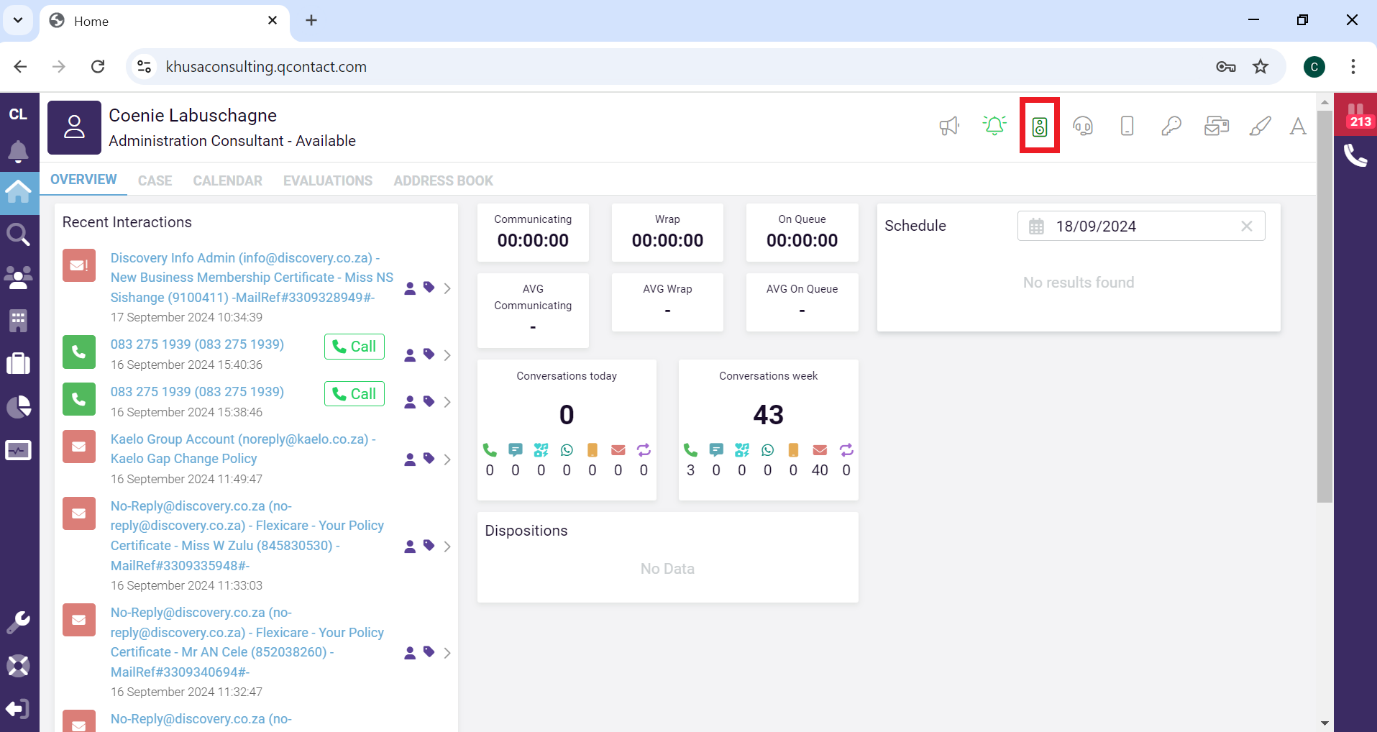 Home
khusaconsulting.qcontact.com
C
CL
Coenie Labuschagne
Administration Consultant - Available
213
OVERVIEW
CASE
CALENDAR
EVALUATIONS
ADDRESS BOOK
Recent Interactions
Discovery Info Admin (info@discovery.co.za) -
New Business Membership Certificate - Miss NS
Sishange (9100411) -MailRef#3309328949#-
17 September 2024 10:34:39
083 275 1939 (083 275 1939)
16 September 2024 15:40:36
Call
083 275 1939 (083 275 1939)
16 September 2024 15:38:46
Call
Kaelo Group Account (noreply@kaelo.co.za) -
Kaelo Gap Change Policy
16 September 2024 11:49:47
No-Reply@discovery.co.za (no-
reply@discovery.co.za) - Flexicare - Your Policy
Certificate - Miss W Zulu (845830530) -
MailRef#3309335948#-
16 September 2024 11:33:03
No-Reply@discovery.co.za (no-
reply@discovery.co.za) - Flexicare - Your Policy
Certificate - Mr AN Cele (852038260) -
MailRef#3309340694#-
16 September 2024 11:32:47
No-Reply@discovery.co.za (no-
Communicating
00:00:00
Wrap
00:00:00
On Queue
00:00:00
AVG
Communicating
-
AVG Wrap
-
AVG On Queue
-
Conversations today
0
0 0 0 0 0 0 0
Conversations week
43
3 0 0 0 0 40 0
Dispositions
No Data
Schedule
18/09/2024
No results found